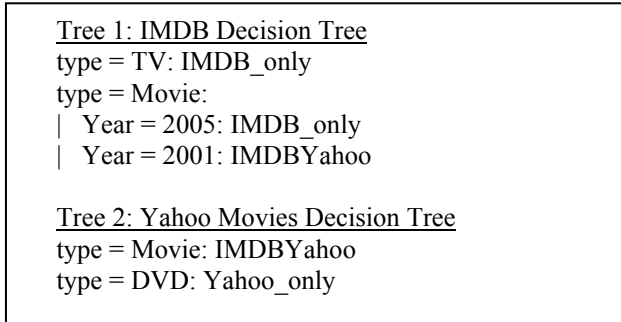 Tree 1: IMDB Decision Tree
type = TV: IMDB_only
type = Movie:
|   Year = 2005: IMDB_only
|   Year = 2001: IMDBYahoo
Tree 2: Yahoo Movies Decision Tree
type = Movie: IMDBYahoo
type = DVD: Yahoo_only